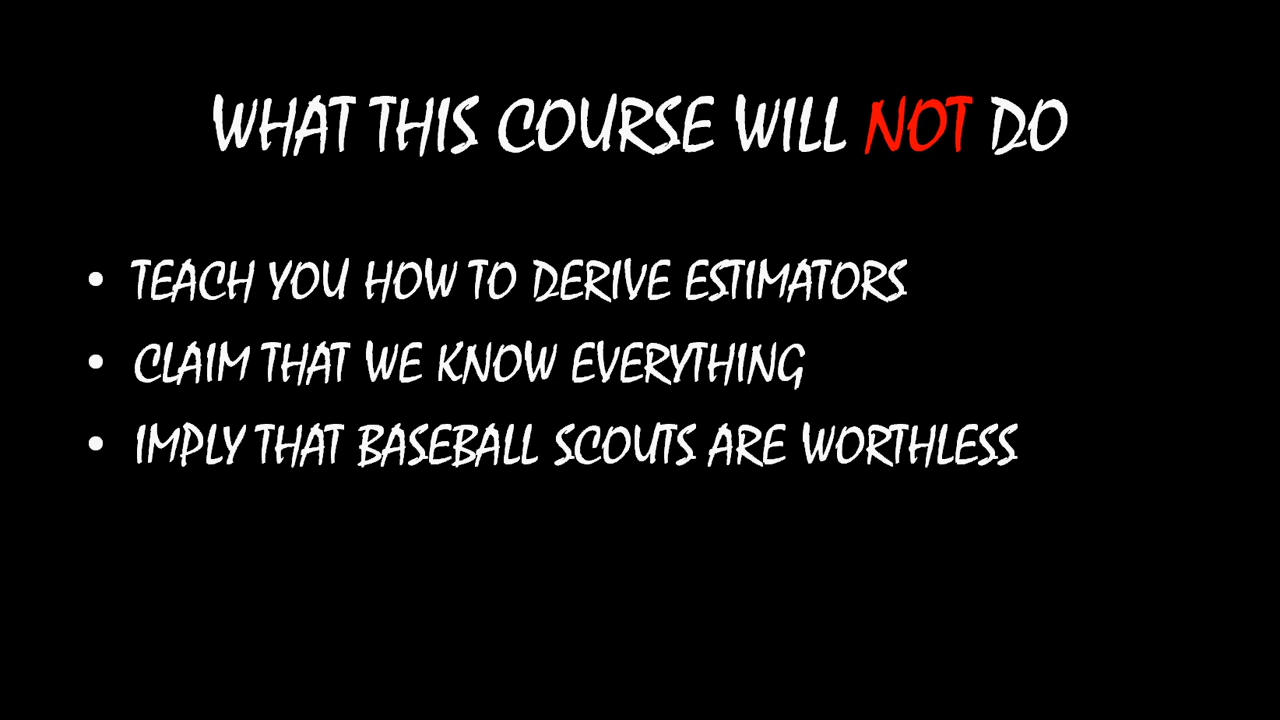 WHAT THIS COURSE WILL NOT DO
• TEACH YOU HOW TO DERIVE ESTIMATORS
• CLAIM THAT WE KNOW EVERYTHING
• IMPLY THAT BASEBALL SCOUTS ARE WORTHLESS